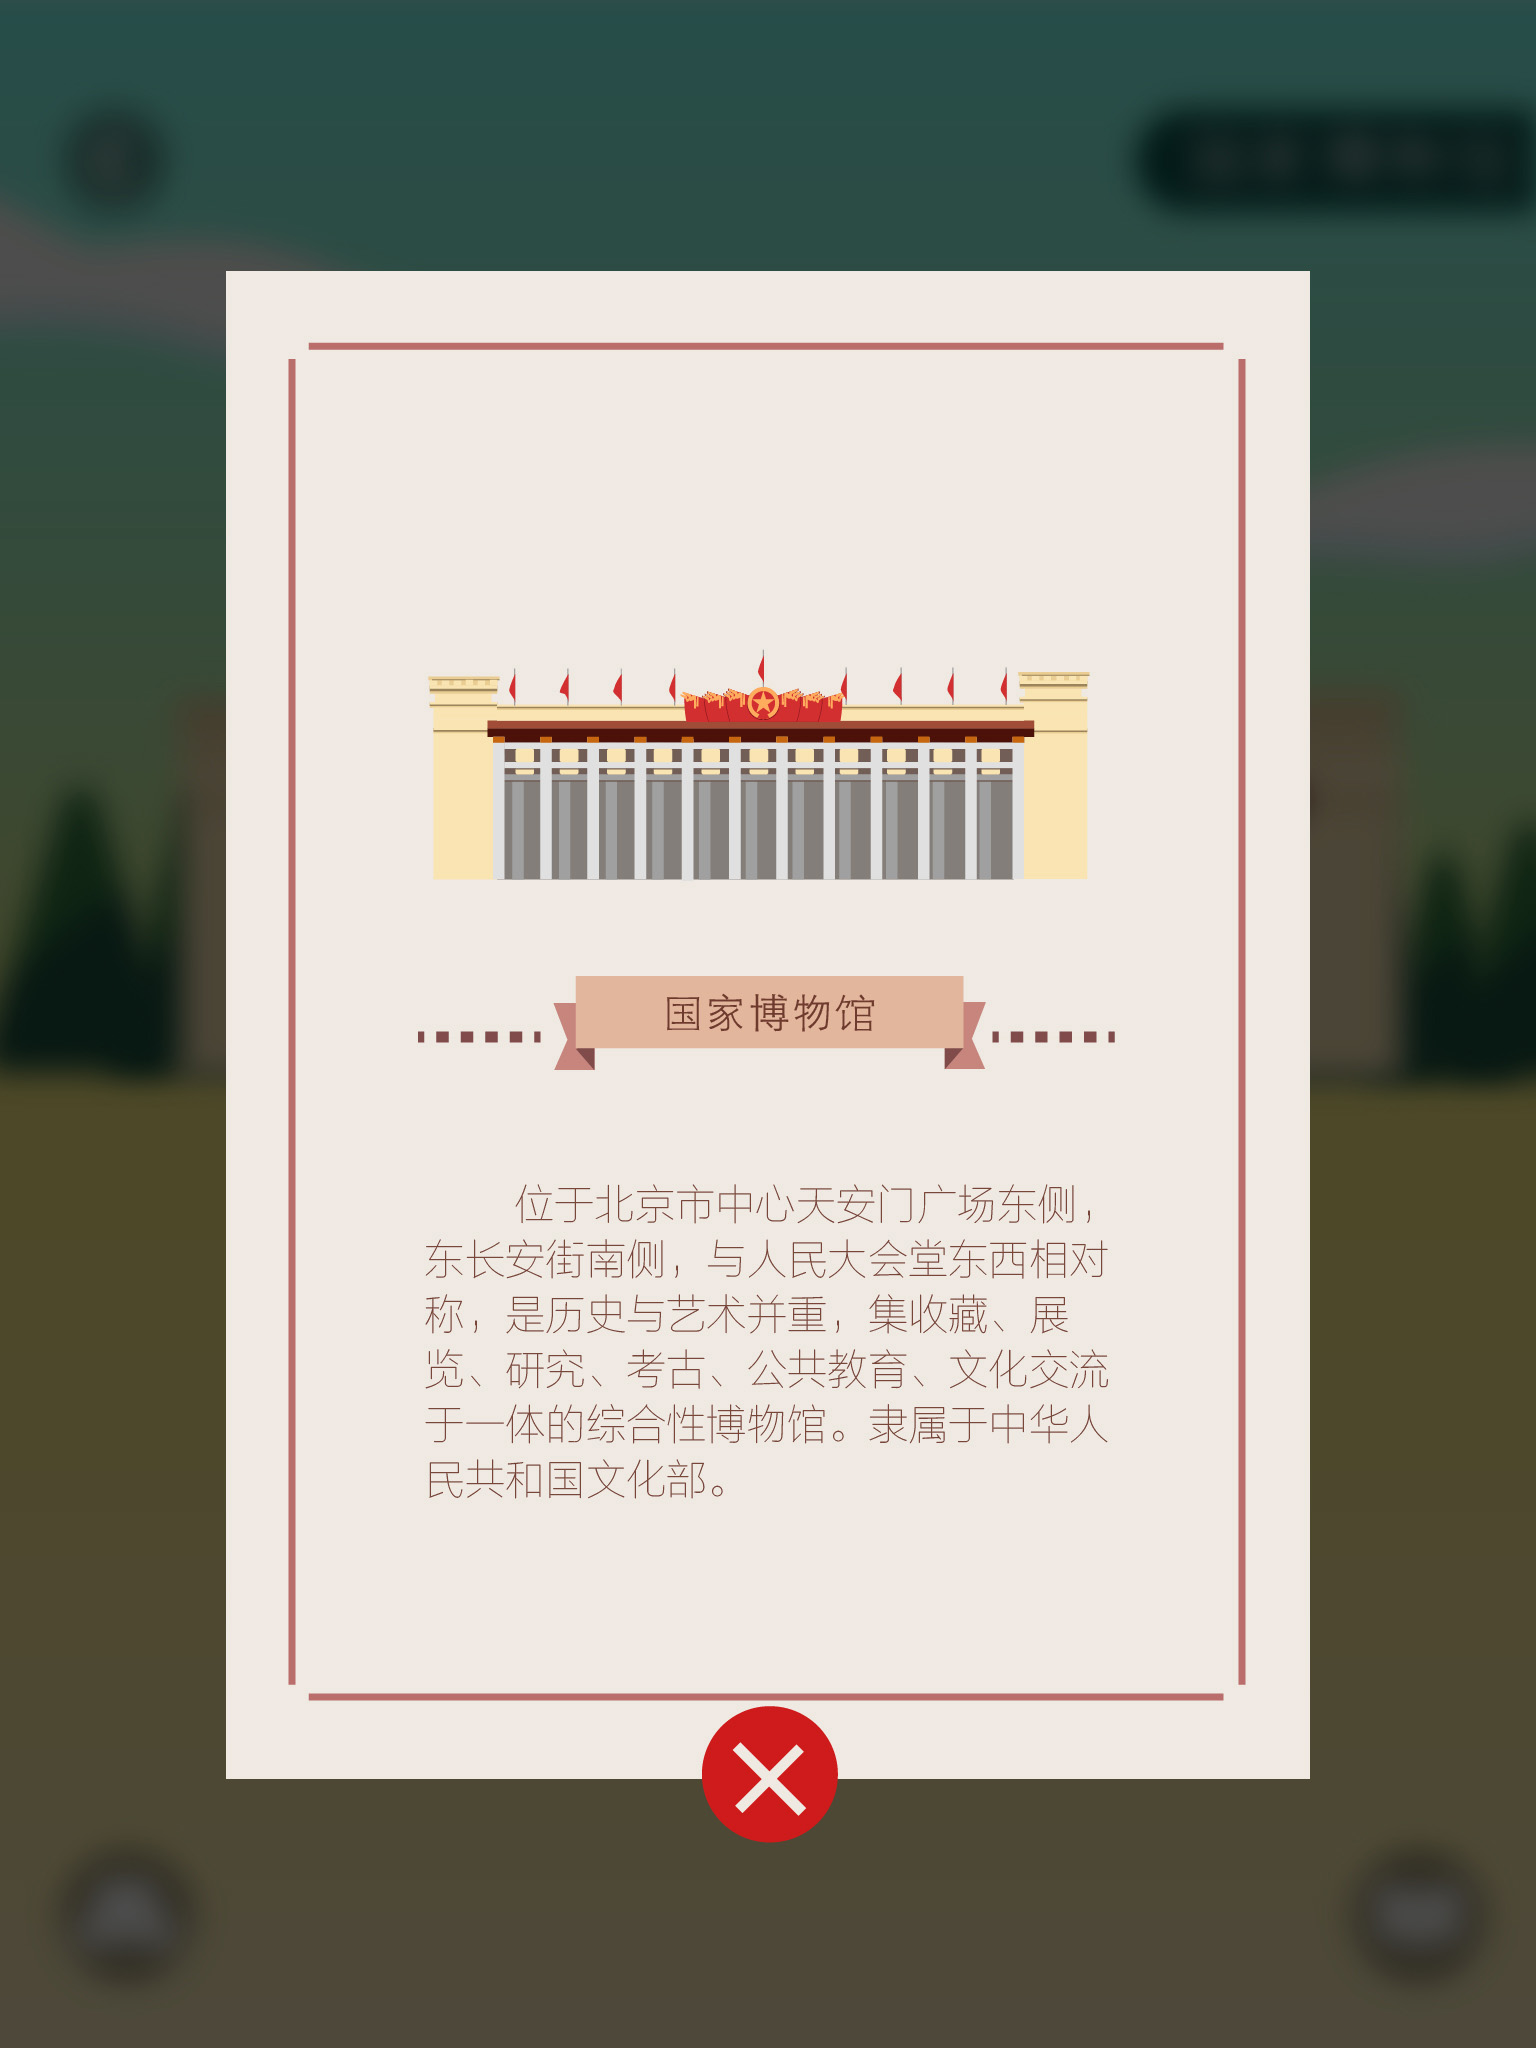 国家博物馆
位于北京市中心天安门广场东侧，
东长安街南侧，与人民大会堂东西相对
称，是历史与艺术并重，集收藏、展
览、研究、考古、公共教育、文化交流
于一体的综合性博物馆。隶属于中华人
民共和国文化部。